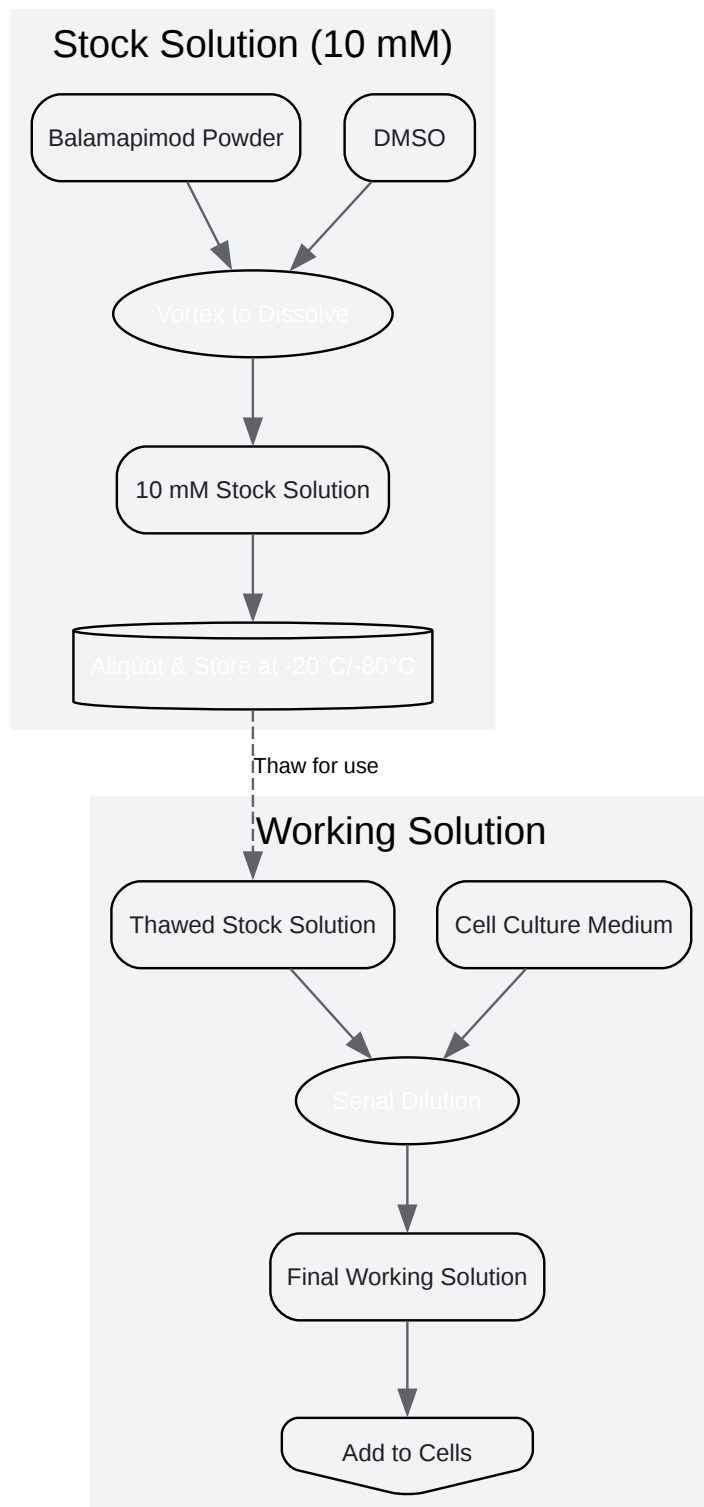 Stock Solution (10 mM)
Balamapimod Powder
DMSO
Vortex to Dissolve
10 mM Stock Solution
Aliquot & Store at -20°C/-80°C
Thaw for use
Working Solution
Thawed Stock Solution
Cell Culture Medium
Serial Dilution
Final Working Solution
Add to Cells